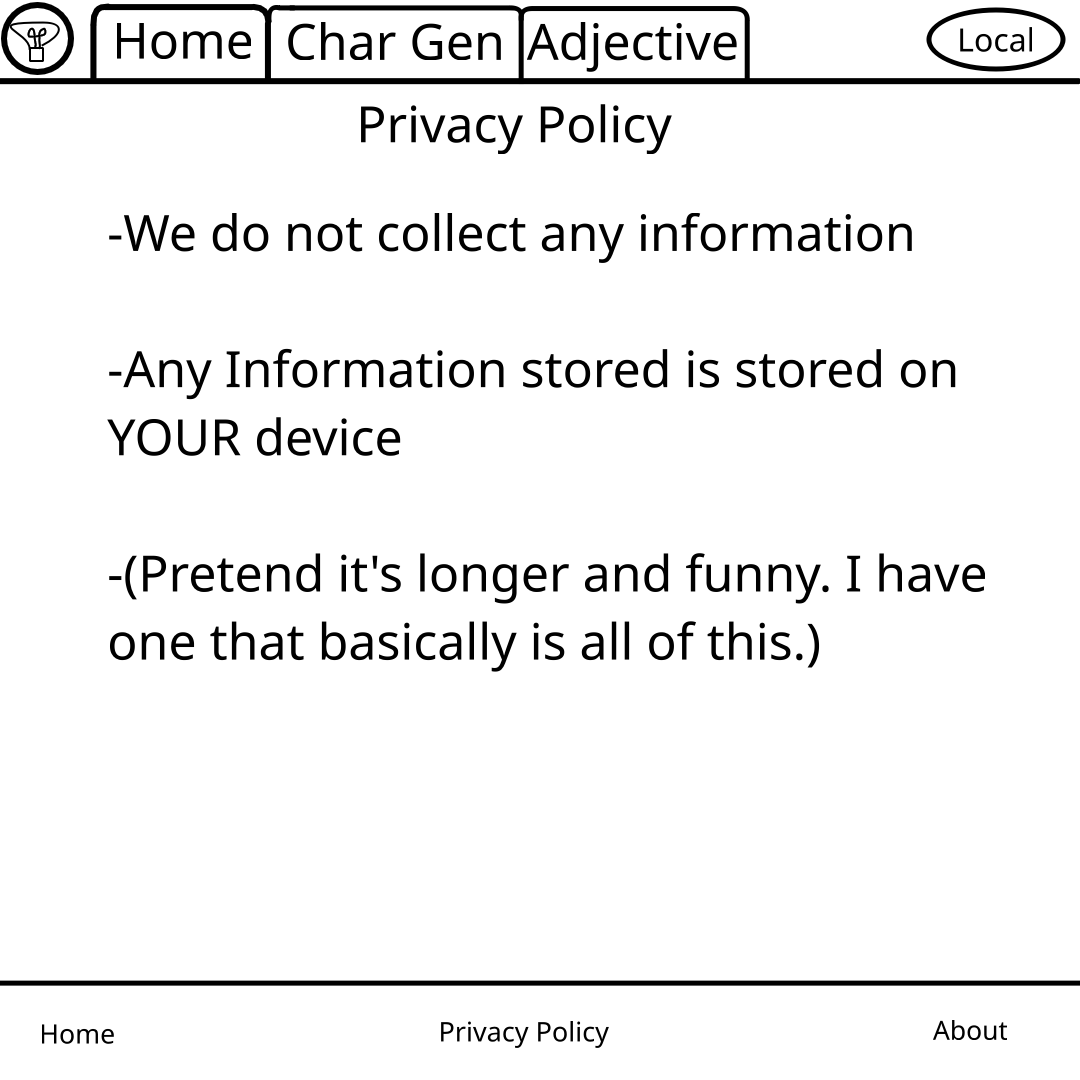 Home Char Gen Adjective Local
Privacy Policy
-We do not collect any information
-Any Information stored is stored on
YOUR device
-(Pretend it's longer and funny. I have
one that basically is all of this.)
Home Privacy Policy About